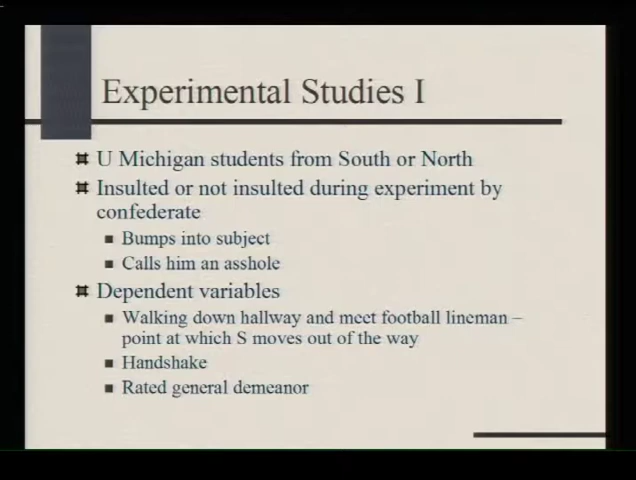 Experimental Studies I
U Michigan students from South or North
Insulted or not insulted during experiment by
confederate
Bumps into subject
Calls him an asshole
Dependent variables
Walking down hallway and meet football lineman –
point at which S moves out of the way
Handshake
Rated general demeanor